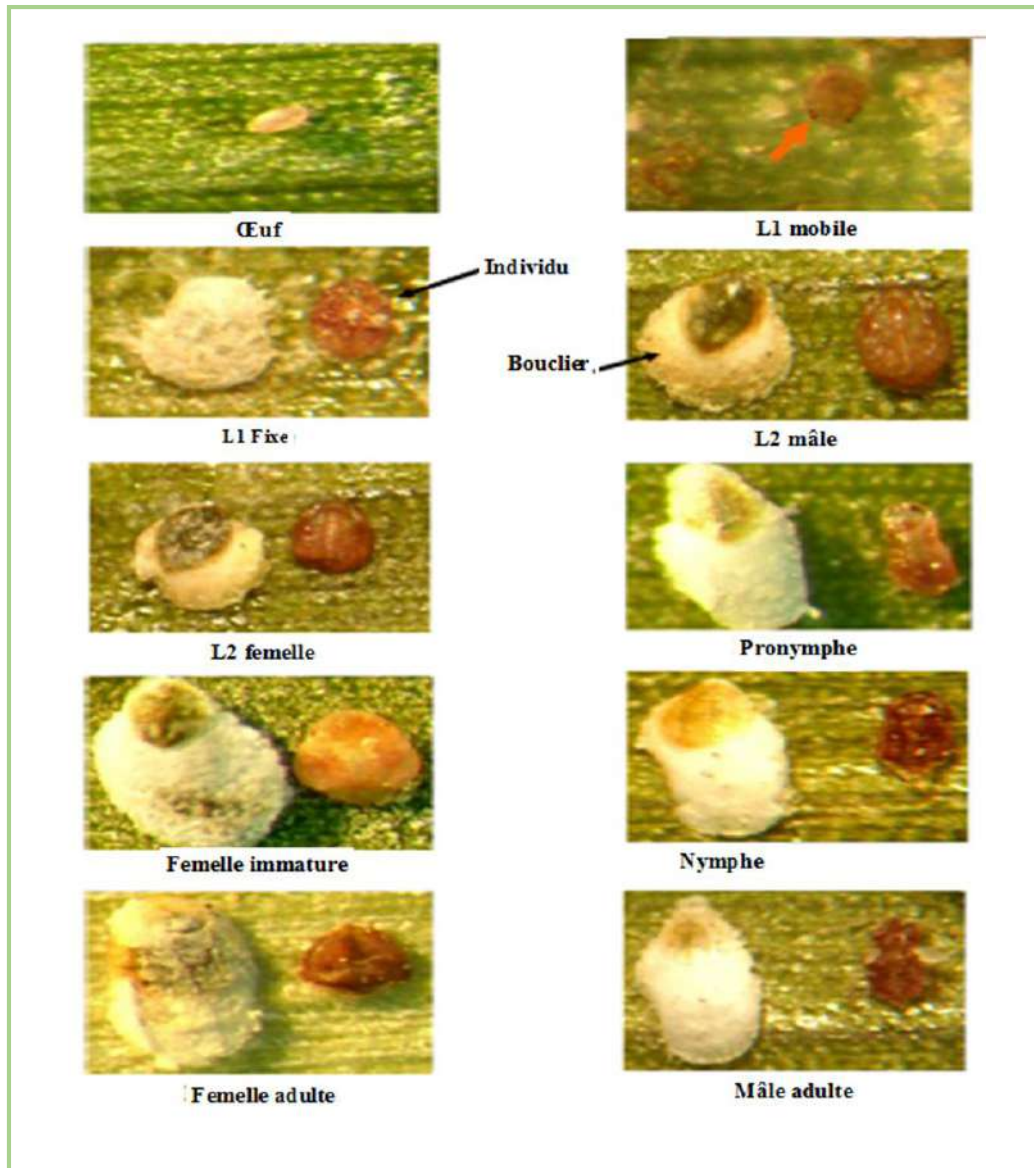 Œuf
L1 mobile
Individu
Bouclier
L1 Fixe
L2 mâle
L2 femelle
Pronymphe
Femelle immature
Nymphe
Femelle adulte
Mâle adulte